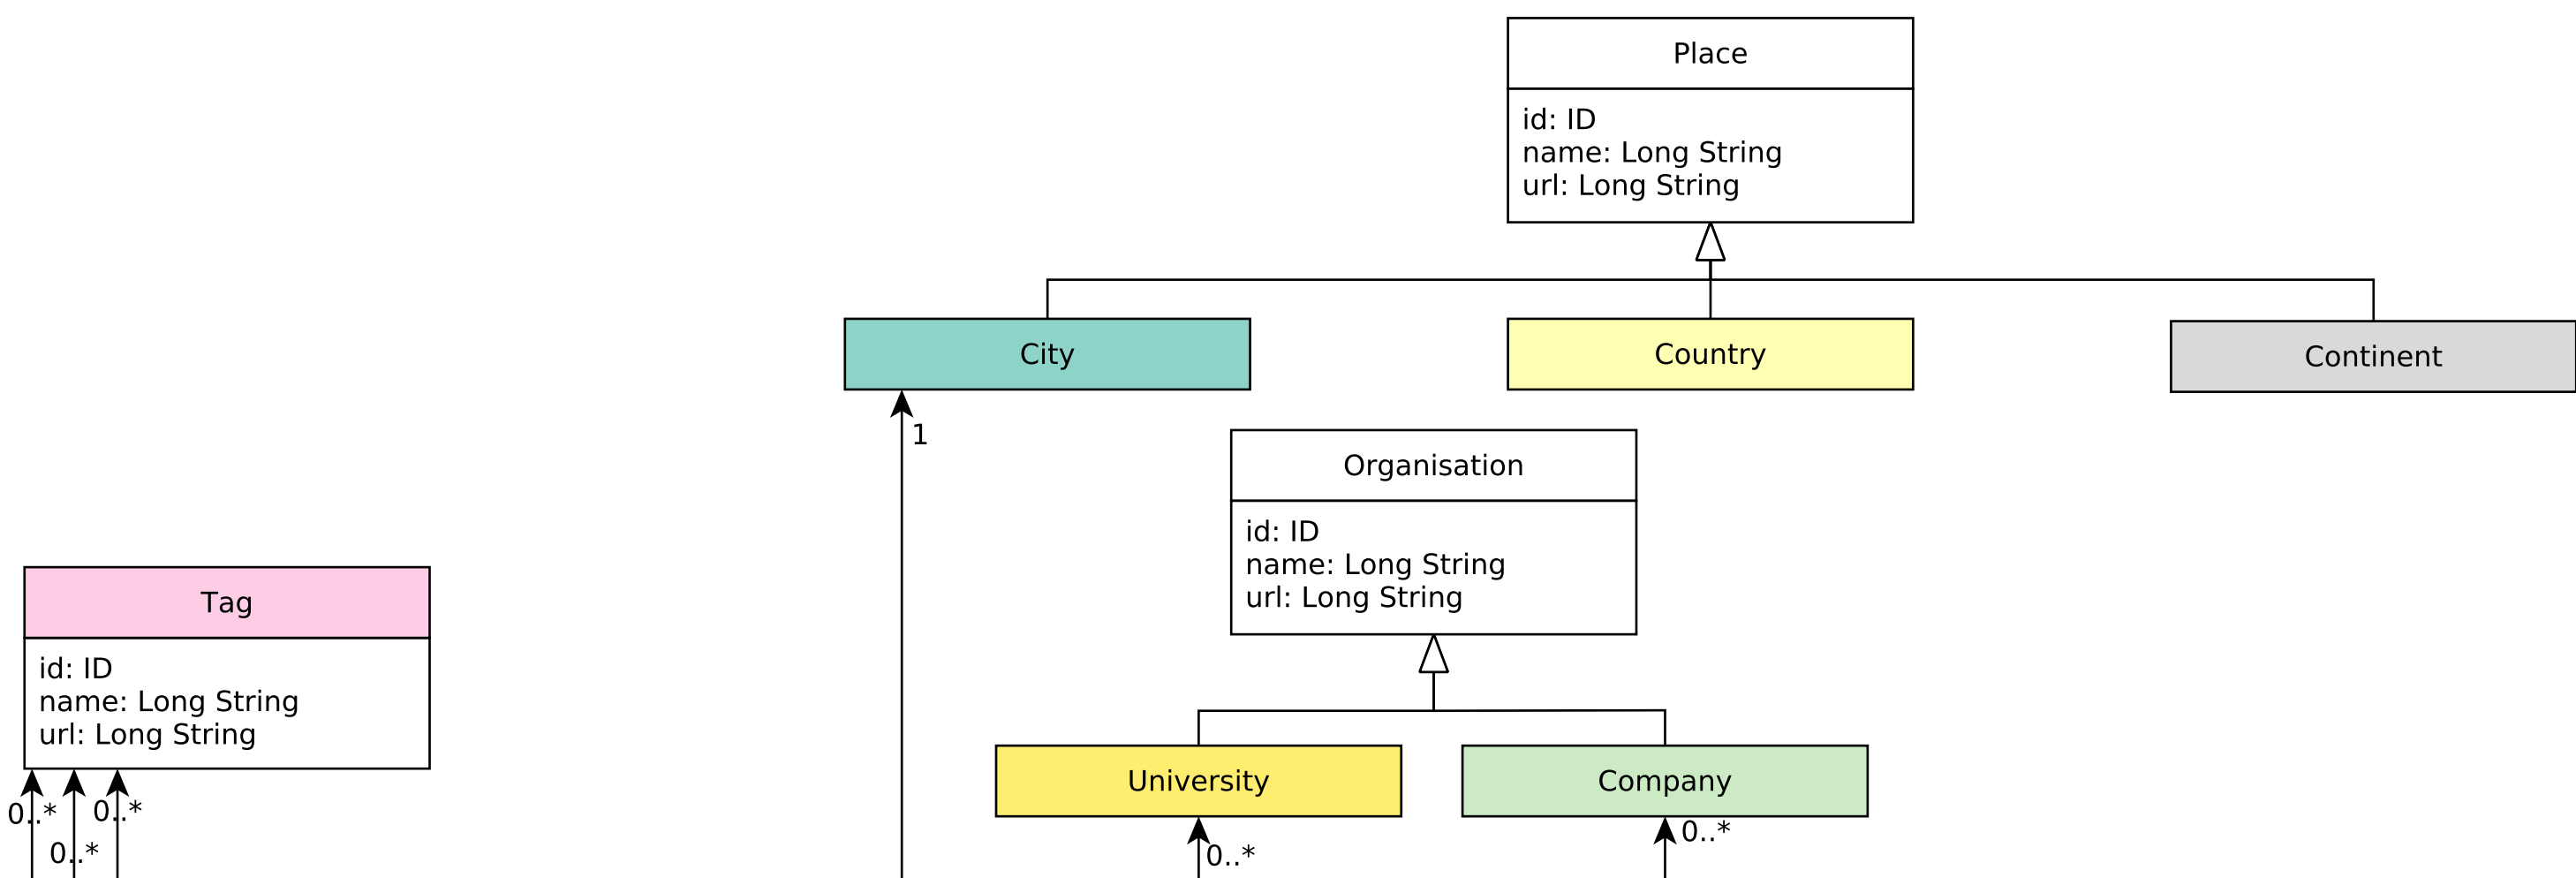 Place
id: ID
name: Long String
url: Long String
City
Country
Continent
1
Organisation
id: ID
name: Long String
url: Long String
Tag
id: ID
name: Long String
url: Long String
University
Company
0..*
0..*
0..*
0..*
0..*